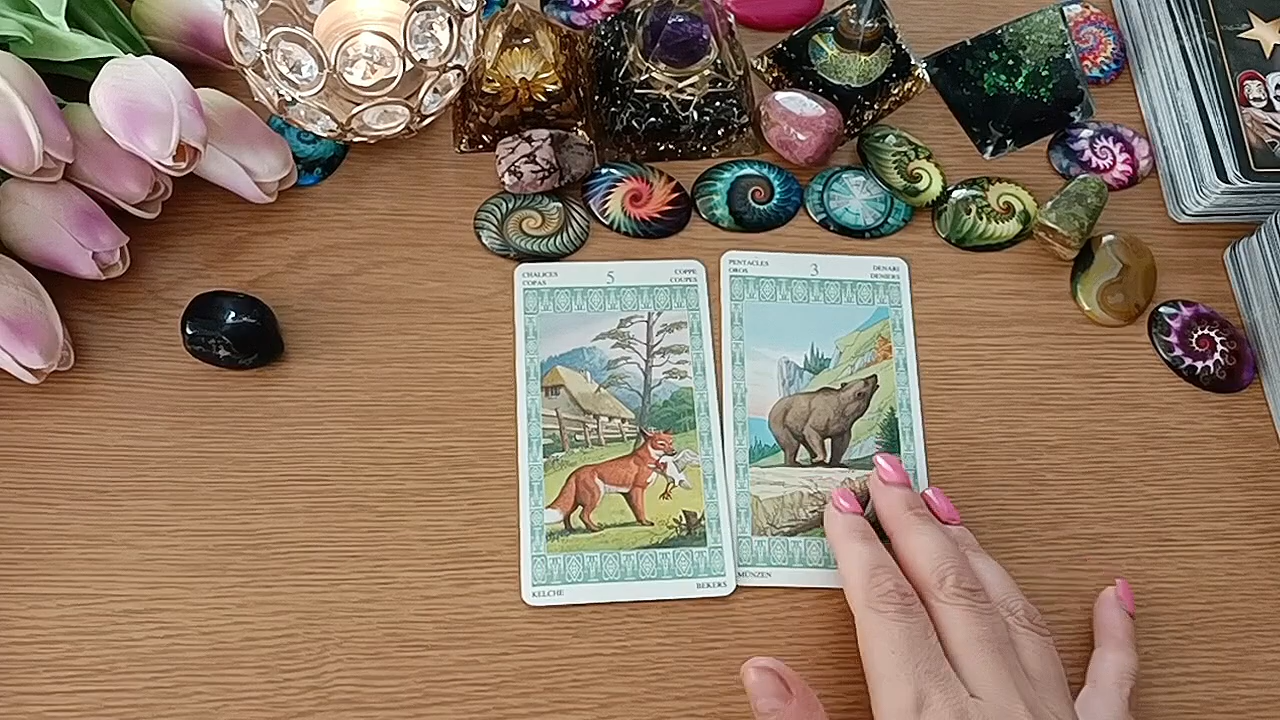 CHALICES 5 COPPE
COPAS COUPES
KELCHE BEKERS
PENTACLES 3 DENARI
OROS DENIERS
MÜNZEN